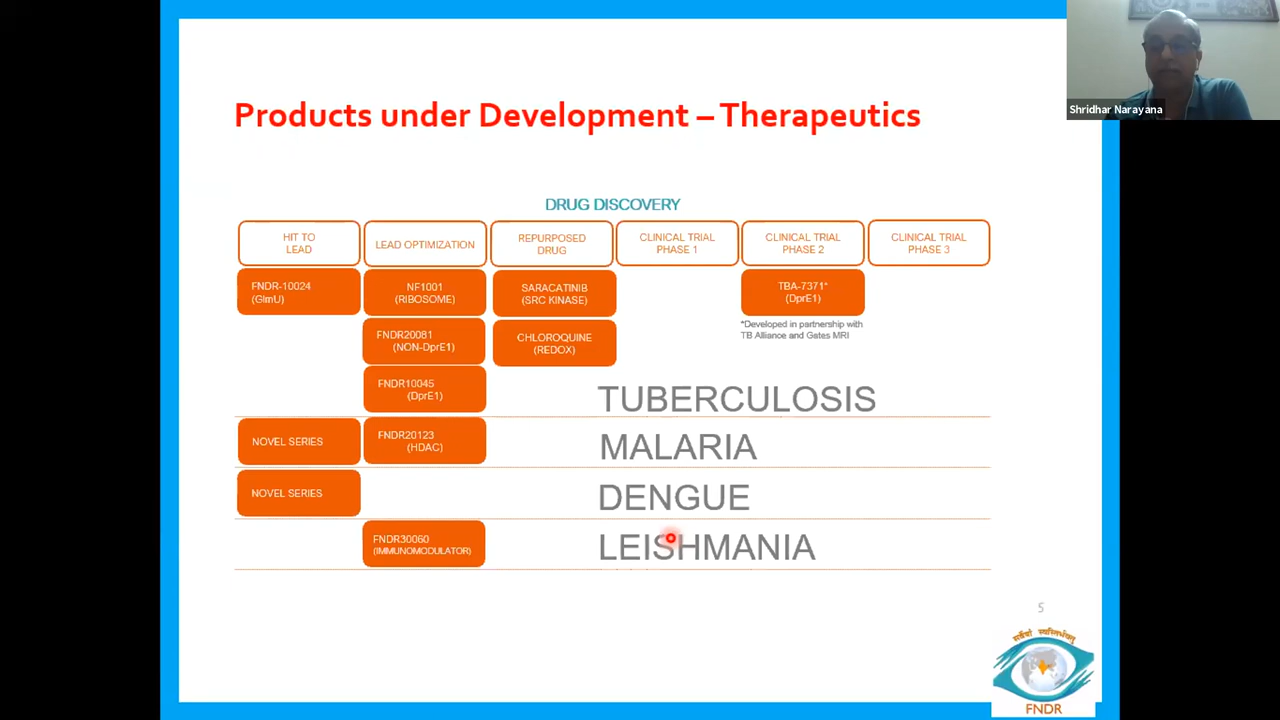 Shridhar Narayana
Products under Development – Therapeutics
DRUG DISCOVERY
HIT TO
LEAD
LEAD OPTIMIZATION
REPURPOSED
DRUG
CLINICAL TRIAL
PHASE 1
CLINICAL TRIAL
PHASE 2
CLINICAL TRIAL
PHASE 3
FNDR-10024
(GlmU)
NF1001
(RIBOSOME)
SARACATINIB
(SRC KINASE)
TBA-7371*
(DprE1)
*Developed in partnership with
TB Alliance and Gates MRI
FNDR20081
(NON-DprE1)
CHLOROQUINE
(REDOX)
FNDR10045
(DprE1)
TUBERCULOSIS
NOVEL SERIES
FNDR20123
(HDAC)
MALARIA
NOVEL SERIES
DENGUE
FNDR30060
(IMMUNOMODULATOR)
LEISHMANIA
5
FNDR